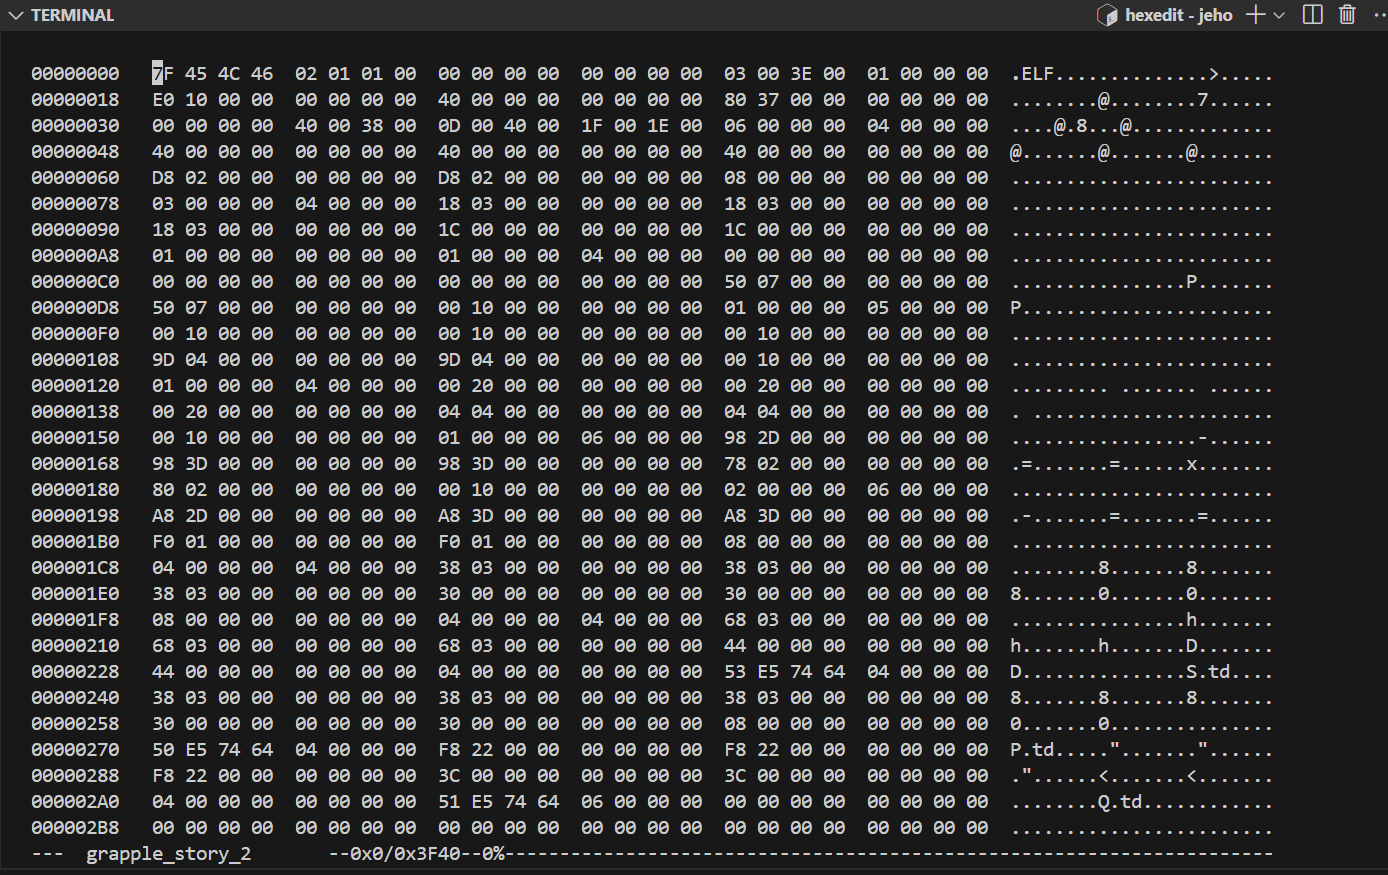 TERMINAL
hexedit - jeho
00000000 7F 45 4C 46 02 01 01 00 00 00 00 00 00 00 00 00 03 00 3E 00 01 00 00 00 .ELF..............>.....
00000018 E0 10 00 00 00 00 00 00 40 00 00 00 00 00 00 00 80 37 00 00 00 00 00 00 ........@........7......
00000030 00 00 00 00 40 00 38 00 0D 00 40 00 1F 00 1E 00 06 00 00 00 04 00 00 00 ....@.8...@.............
00000048 40 00 00 00 00 00 00 00 40 00 00 00 00 00 00 00 40 00 00 00 00 00 00 00 @.......@.......@.......
00000060 D8 02 00 00 00 00 00 00 D8 02 00 00 00 00 00 00 08 00 00 00 00 00 00 00 ........................
00000078 03 00 00 00 04 00 00 00 18 03 00 00 00 00 00 00 18 03 00 00 00 00 00 00 ........................
00000090 18 03 00 00 00 00 00 00 1C 00 00 00 00 00 00 00 1C 00 00 00 00 00 00 00 ........................
000000A8 01 00 00 00 00 00 00 00 01 00 00 00 04 00 00 00 00 00 00 00 00 00 00 00 ........................
000000C0 00 00 00 00 00 00 00 00 00 00 00 00 00 00 00 00 50 07 00 00 00 00 00 00 ................P.......
000000D8 50 07 00 00 00 00 00 00 00 10 00 00 00 00 00 00 01 00 00 00 05 00 00 00 P.......................
000000F0 00 10 00 00 00 00 00 00 00 10 00 00 00 00 00 00 00 10 00 00 00 00 00 00 ........................
00000108 9D 04 00 00 00 00 00 00 9D 04 00 00 00 00 00 00 00 10 00 00 00 00 00 00 ........................
00000120 01 00 00 00 04 00 00 00 00 20 00 00 00 00 00 00 00 20 00 00 00 00 00 00 ......... ....... ......
00000138 00 20 00 00 00 00 00 00 04 04 00 00 00 00 00 00 04 04 00 00 00 00 00 00 . ......................
00000150 00 10 00 00 00 00 00 00 01 00 00 00 06 00 00 00 98 2D 00 00 00 00 00 00 .................-......
00000168 98 3D 00 00 00 00 00 00 98 3D 00 00 00 00 00 00 78 02 00 00 00 00 00 00 .=.......=......x.......
00000180 80 02 00 00 00 00 00 00 00 10 00 00 00 00 00 00 02 00 00 00 06 00 00 00 ........................
00000198 A8 2D 00 00 00 00 00 00 A8 3D 00 00 00 00 00 00 A8 3D 00 00 00 00 00 00 .-.......=.......=......
000001B0 F0 01 00 00 00 00 00 00 F0 01 00 00 00 00 00 00 08 00 00 00 00 00 00 00 ........................
000001C8 04 00 00 00 04 00 00 00 38 03 00 00 00 00 00 00 38 03 00 00 00 00 00 00 ........8.......8.......
000001E0 38 03 00 00 00 00 00 00 30 00 00 00 00 00 00 00 30 00 00 00 00 00 00 00 8.......0.......0.......
000001F8 08 00 00 00 00 00 00 00 04 00 00 00 04 00 00 00 68 03 00 00 00 00 00 00 ................h.......
00000210 68 03 00 00 00 00 00 00 68 03 00 00 00 00 00 00 44 00 00 00 00 00 00 00 h.......h.......D.......
00000228 44 00 00 00 00 00 00 00 04 00 00 00 00 00 00 00 53 E5 74 64 04 00 00 00 D...............S.td....
00000240 38 03 00 00 00 00 00 00 38 03 00 00 00 00 00 00 38 03 00 00 00 00 00 00 8.......8.......8.......
00000258 30 00 00 00 00 00 00 00 30 00 00 00 00 00 00 00 08 00 00 00 00 00 00 00 0.......0...............
00000270 50 E5 74 64 04 00 00 00 F8 22 00 00 00 00 00 00 F8 22 00 00 00 00 00 00 P.td....."......."......
00000288 F8 22 00 00 00 00 00 00 3C 00 00 00 00 00 00 00 3C 00 00 00 00 00 00 00 ."......<.......<.......
000002A0 04 00 00 00 00 00 00 00 51 E5 74 64 06 00 00 00 00 00 00 00 00 00 00 00 ........Q.td............
000002B8 00 00 00 00 00 00 00 00 00 00 00 00 00 00 00 00 00 00 00 00 00 00 00 00 ........................
--- grapple_story_2 --0x0/0x3F40--0%----------------------------------------------------------------------